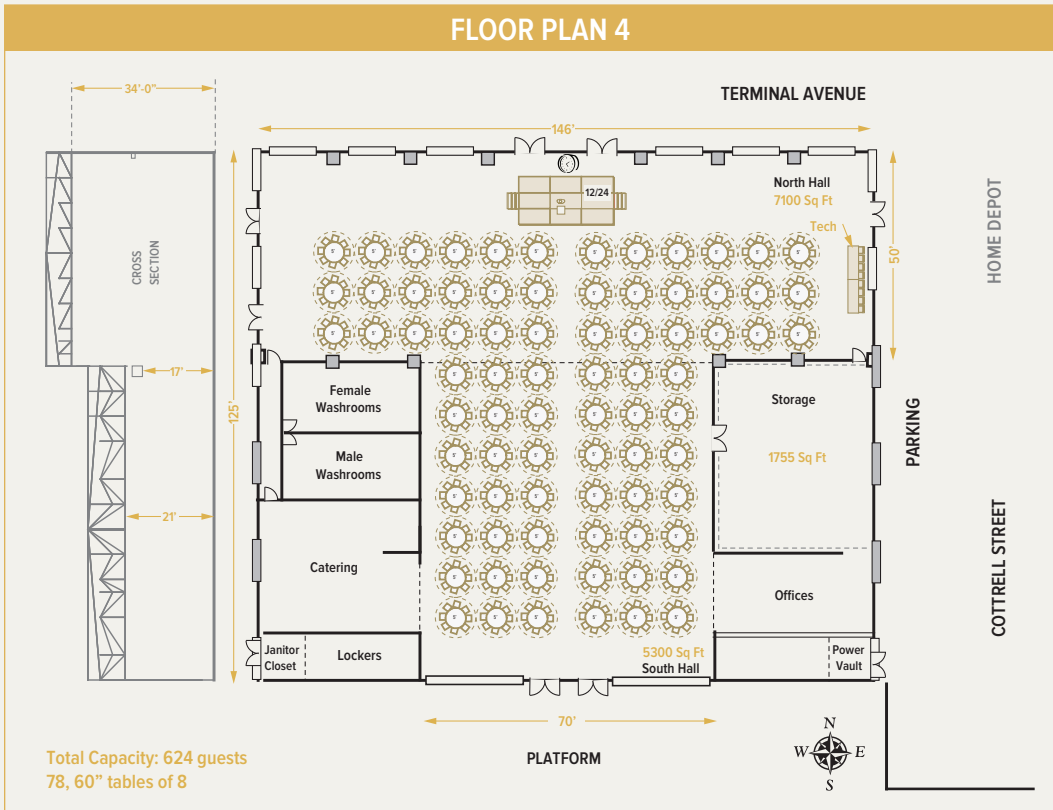 FLOOR PLAN 4
34'-0"
TERMINAL AVENUE
146'
12/24
North Hall
7100 Sq Ft
Tech
CROSS
SECTION
HOME DEPOT
50'
17'
125'
Female
Washrooms
Storage
Male
Washrooms
1755 Sq Ft
PARKING
21'
Catering
Offices
COTTRELL STREET
Janitor
Closet
Lockers
5300 Sq Ft
South Hall
Power
Vault
70'
PLATFORM
N
W E
S
Total Capacity: 624 guests
78, 60” tables of 8